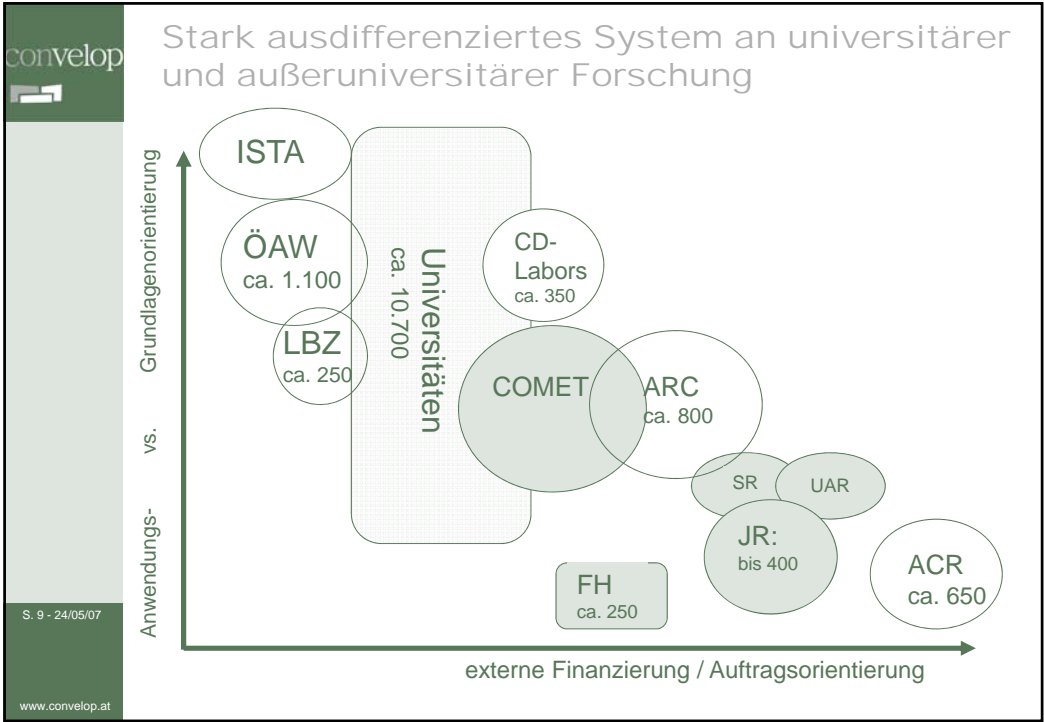 convelop
Stark ausdifferenziertes System an universitärer
und außeruniversitärer Forschung
Anwendungs- vs. Grundlagenorientierung
ISTA
ÖAW
ca. 1.100
LBZ
ca. 250
Universitäten
ca. 10.700
CD-
Labors
ca. 350
COMET
ARC
ca. 800
SR
UAR
JR:
bis 400
FH
ca. 250
ACR
ca. 650
externe Finanzierung / Auftragsorientierung
S. 9 - 24/05/07
www.convelop.at